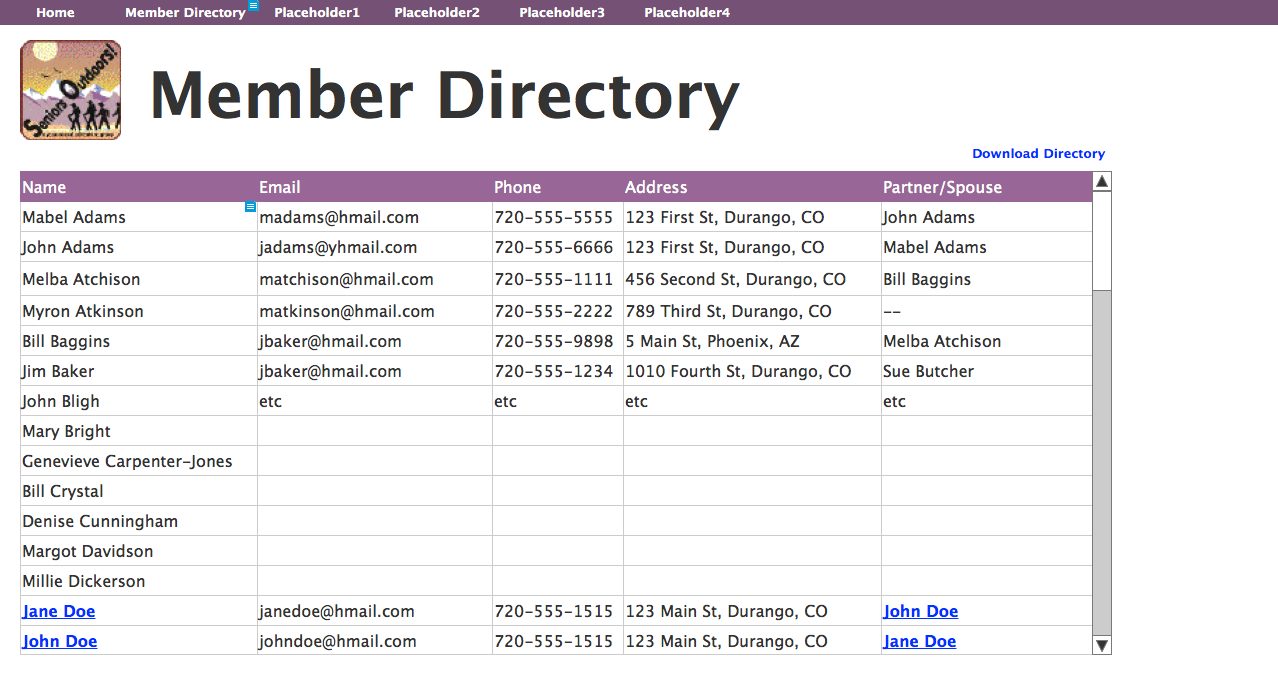 Home Member Directory Placeholder1 Placeholder2 Placeholder3 Placeholder4
Seniors Outdoors!
Member Directory
Download Directory
Name Email Phone Address Partner/Spouse
Mabel Adams madams@hmail.com 720-555-5555 123 First St, Durango, CO John Adams
John Adams jadams@yhmail.com 720-555-6666 123 First St, Durango, CO Mabel Adams
Melba Atchison matchison@hmail.com 720-555-1111 456 Second St, Durango, CO Bill Baggins
Myron Atkinson matkinson@hmail.com 720-555-2222 789 Third St, Durango, CO --
Bill Baggins jbaker@hmail.com 720-555-9898 5 Main St, Phoenix, AZ Melba Atchison
Jim Baker jbaker@hmail.com 720-555-1234 1010 Fourth St, Durango, CO Sue Butcher
John Bligh etc etc etc etc
Mary Bright
Genevieve Carpenter-Jones
Bill Crystal
Denise Cunningham
Margot Davidson
Millie Dickerson
Jane Doe janedoe@hmail.com 720-555-1515 123 Main St, Durango, CO John Doe
John Doe johndoe@hmail.com 720-555-1515 123 Main St, Durango, CO Jane Doe